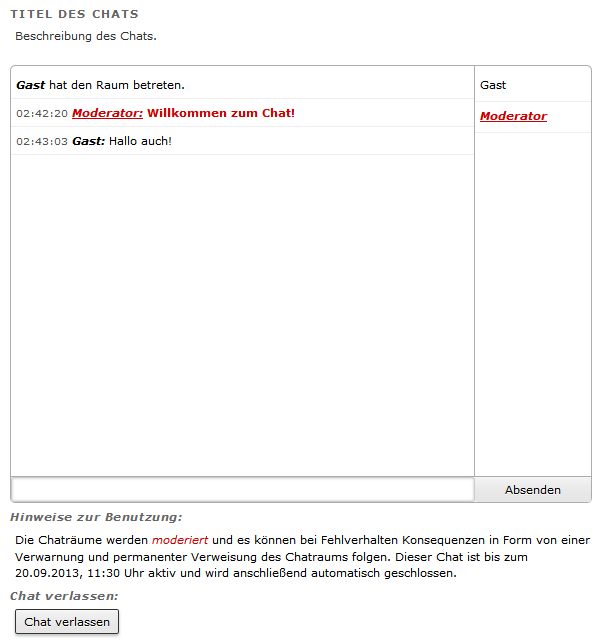 TITEL DES CHATS
Beschreibung des Chats.
Gast hat den Raum betreten.
02:42:20 Moderator: Willkommen zum Chat!
02:43:03 Gast: Hallo auch!
Gast
Moderator
Absenden
Hinweise zur Benutzung:
Die Chaträume werden moderiert und es können bei Fehlverhalten Konsequenzen in Form von einer
Verwarnung und permanenter Verweisung des Chatraums folgen. Dieser Chat ist bis zum
20.09.2013, 11:30 Uhr aktiv und wird anschließend automatisch geschlossen.
Chat verlassen:
Chat verlassen